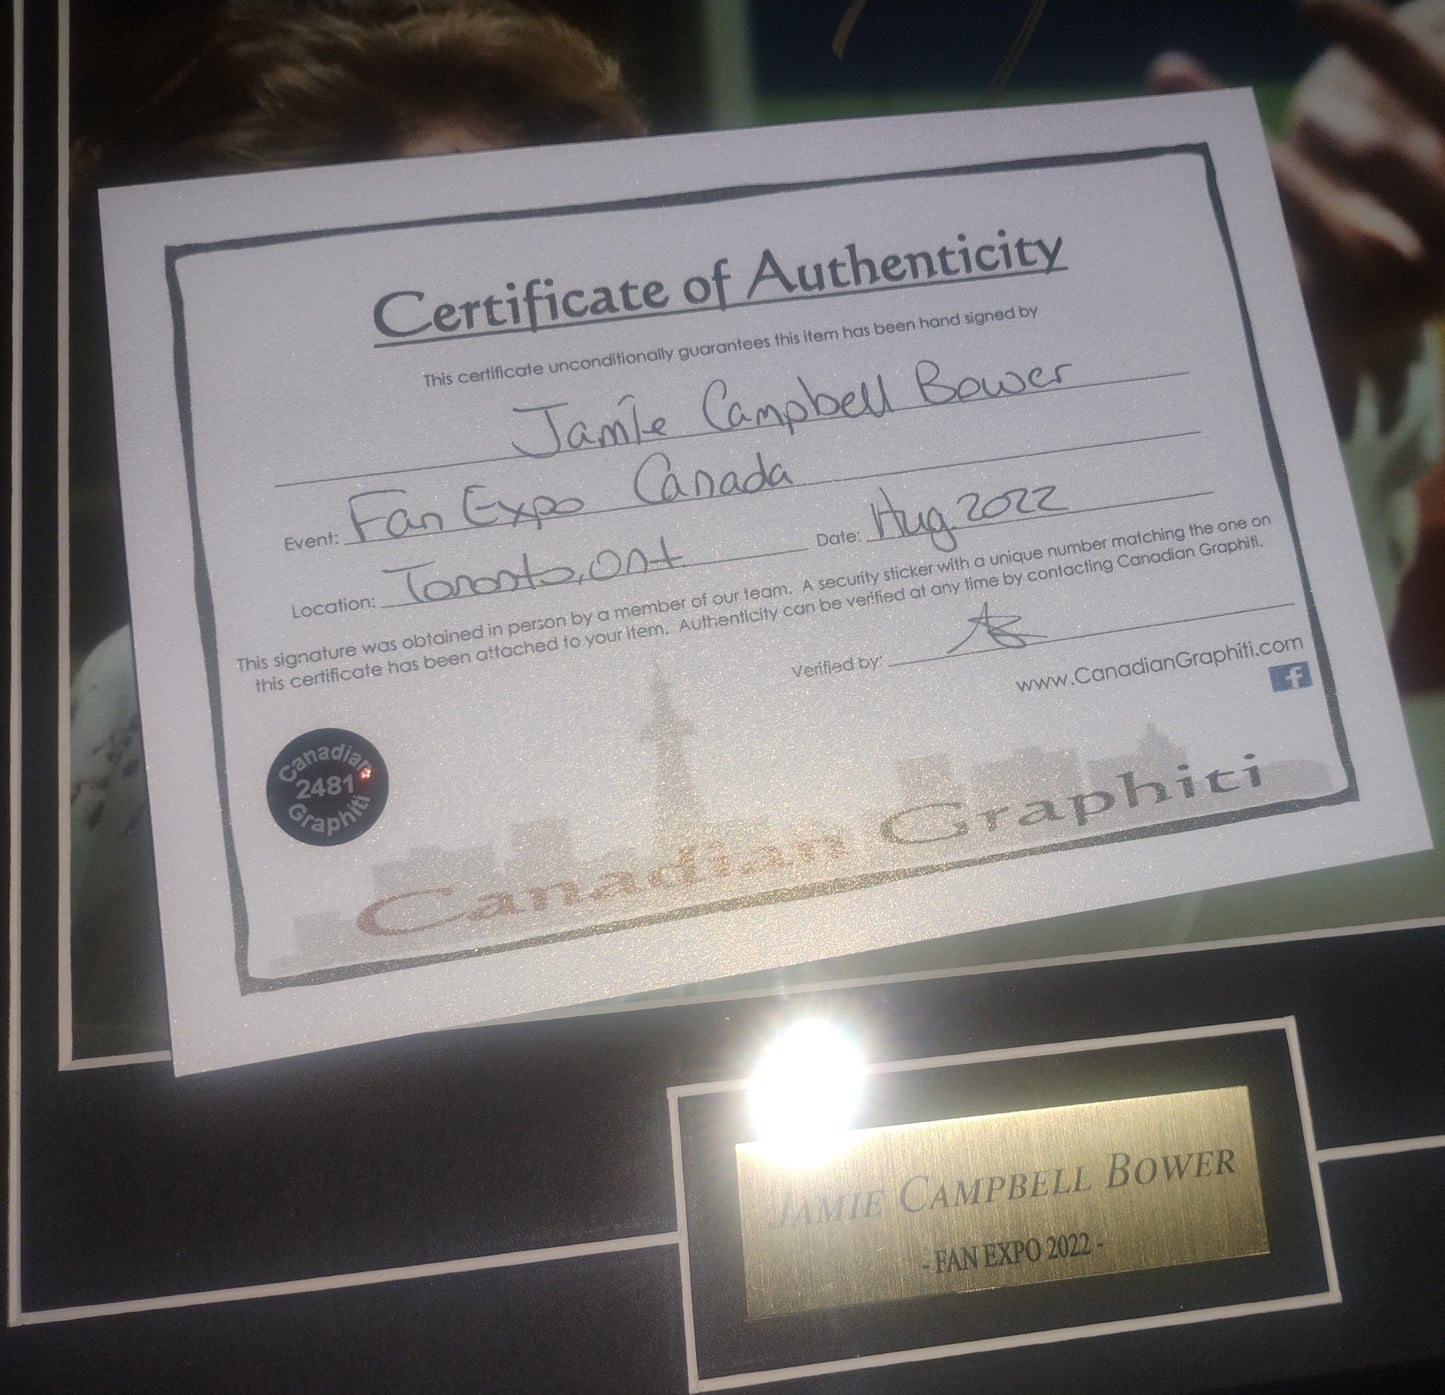 Certificate of Authenticity
This certificate unconditionally guarantees this item has been hand signed by
Jamie Campbell Bower
Event: Fan Expo Canada
Location: Toronto, Ont. Date: Aug 2022
This signature was obtained in person by a member of our team. A security sticker with a unique number matching the one on
this certificate has been attached to your item. Authenticity can be verified at any time by contacting Canadian Graphiti.
Verified by:
www.CanadianGraphiti.com
f
Canadian
2481
Graphiti
Canadian Graphiti
JAMIE CAMPBELL BOWER
- FAN EXPO 2022 -